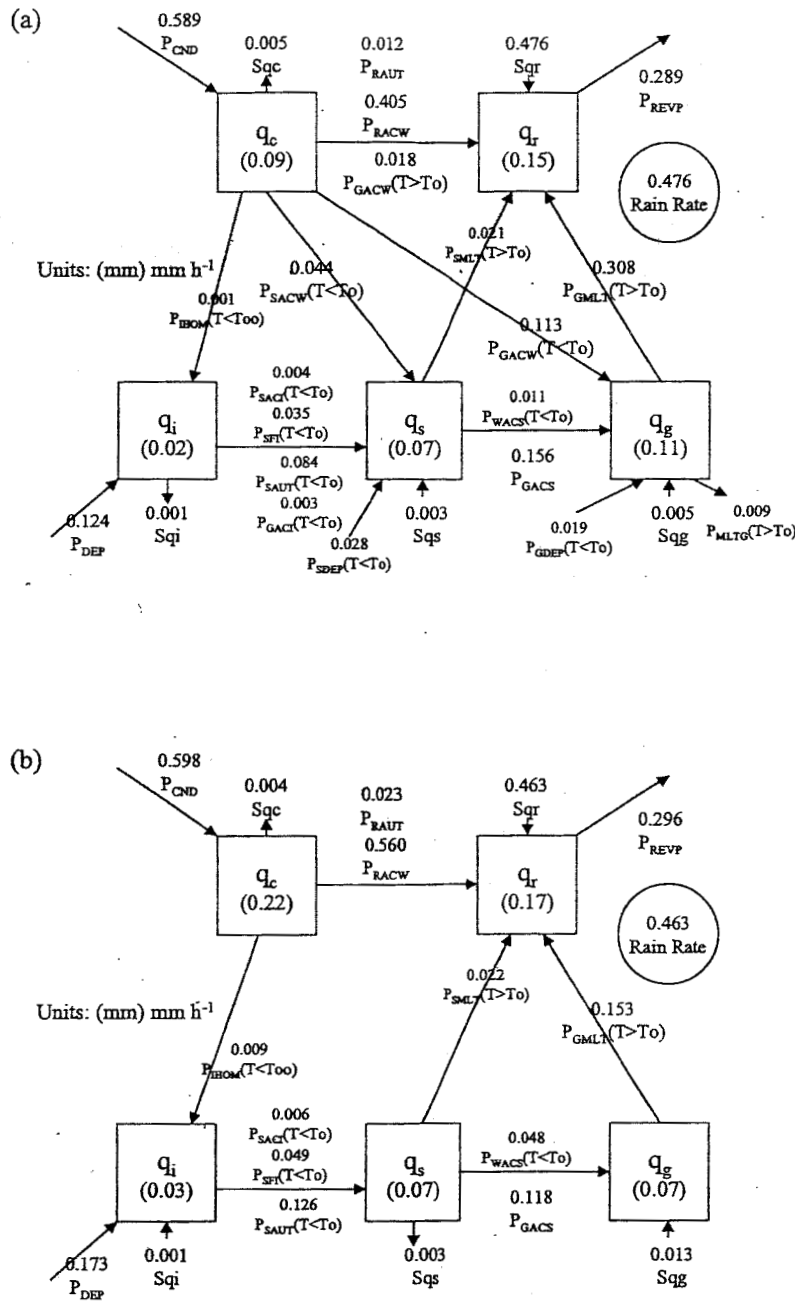 (a)
0.589
P_CND
0.005
Sqc
0.012
P_RAUT
0.405
P_RACW
0.018
P_GACW(T>To)
0.476
Sqr
0.289
P_REVP
q_c
(0.09)
q_r
(0.15)
0.476
Rain Rate
Units: (mm) mm h⁻¹
0.001
P_IHOM(T<Too)
0.044
P_SACW(T<To)
0.021
P_SMLT(T>To)
0.308
P_GMLT(T>To)
0.113
P_GACW(T<To)
q_i
(0.02)
0.004
P_SACI(T<To)
0.035
P_SFI(T<To)
0.084
P_SAUT(T<To)
0.003
P_GACI(T<To)
q_s
(0.07)
0.011
P_WACS(T<To)
0.156
P_GACS
q_g
(0.11)
0.124
P_DEP
0.001
Sqi
0.028
P_SDEP(T<To)
0.003
Sqs
0.019
P_GDEP(T<To)
0.005
Sqg
0.009
P_MLTG(T>To)
(b)
0.598
P_CND
0.004
Sqc
0.023
P_RAUT
0.560
P_RACW
0.463
Sqr
0.296
P_REVP
q_c
(0.22)
q_r
(0.17)
0.463
Rain Rate
Units: (mm) mm h⁻¹
0.009
P_IHOM(T<Too)
0.022
P_SMLT(T>To)
0.153
P_GMLT(T>To)
q_i
(0.03)
0.006
P_SACI(T<To)
0.049
P_SFI(T<To)
0.126
P_SAUT(T<To)
q_s
(0.07)
0.048
P_WACS(T<To)
0.118
P_GACS
q_g
(0.07)
0.173
P_DEP
0.001
Sqi
0.003
Sqs
0.013
Sqg